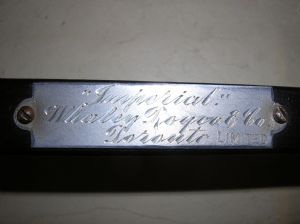 "Imperial."
Whaley, Royce & Co.
Toronto LIMITED